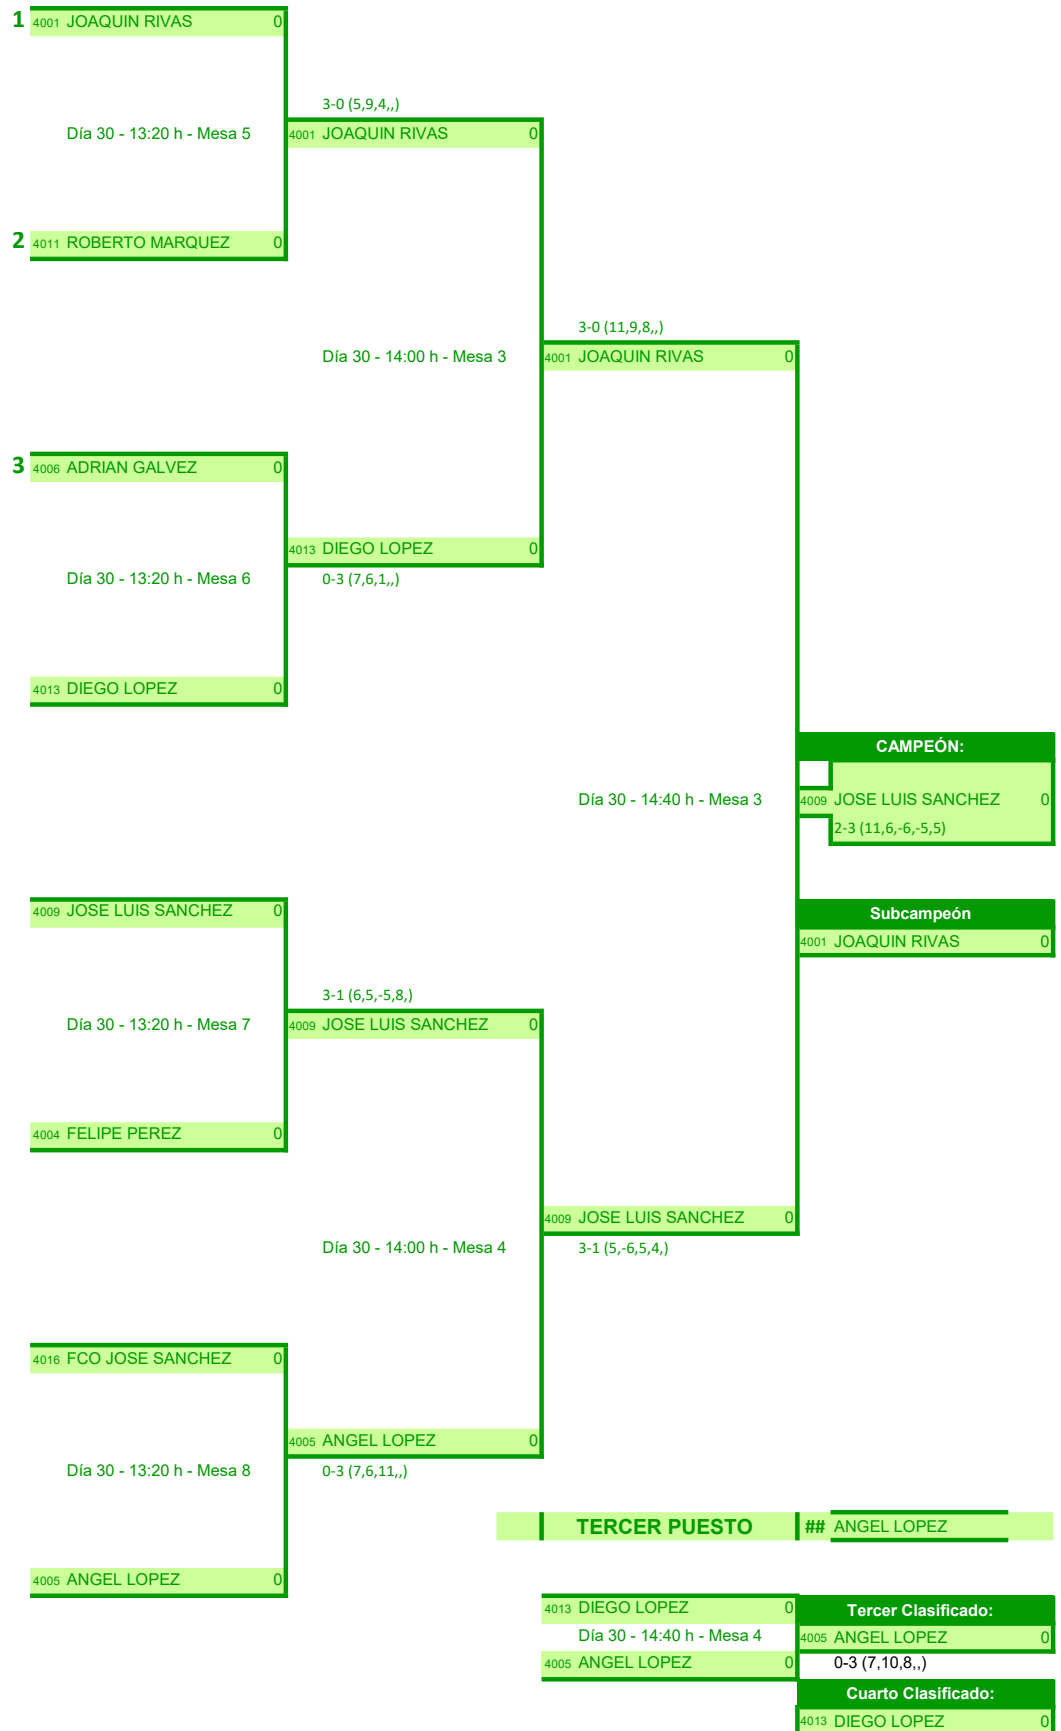 1 4001 JOAQUIN RIVAS 0
3-0 (5,9,4,,)
Día 30 - 13:20 h - Mesa 5
4001 JOAQUIN RIVAS 0
2 4011 ROBERTO MARQUEZ 0
3-0 (11,9,8,,)
Día 30 - 14:00 h - Mesa 3
4001 JOAQUIN RIVAS 0
3 4006 ADRIAN GALVEZ 0
4013 DIEGO LOPEZ 0
Día 30 - 13:20 h - Mesa 6
0-3 (7,6,1,,)
4013 DIEGO LOPEZ 0
CAMPEÓN:
Día 30 - 14:40 h - Mesa 3
4009 JOSE LUIS SANCHEZ 0
2-3 (11,6,-6,-5,5)
4009 JOSE LUIS SANCHEZ 0
Subcampeón
4001 JOAQUIN RIVAS 0
3-1 (6,5,-5,8,)
Día 30 - 13:20 h - Mesa 7
4009 JOSE LUIS SANCHEZ 0
4004 FELIPE PEREZ 0
4009 JOSE LUIS SANCHEZ 0
Día 30 - 14:00 h - Mesa 4
3-1 (5,-6,5,4,)
4016 FCO JOSE SANCHEZ 0
4005 ANGEL LOPEZ 0
Día 30 - 13:20 h - Mesa 8
0-3 (7,6,11,,)
TERCER PUESTO ## ANGEL LOPEZ
4005 ANGEL LOPEZ 0
4013 DIEGO LOPEZ 0
Tercer Clasificado:
Día 30 - 14:40 h - Mesa 4
4005 ANGEL LOPEZ 0
4005 ANGEL LOPEZ 0
0-3 (7,10,8,,)
Cuarto Clasificado:
4013 DIEGO LOPEZ 0